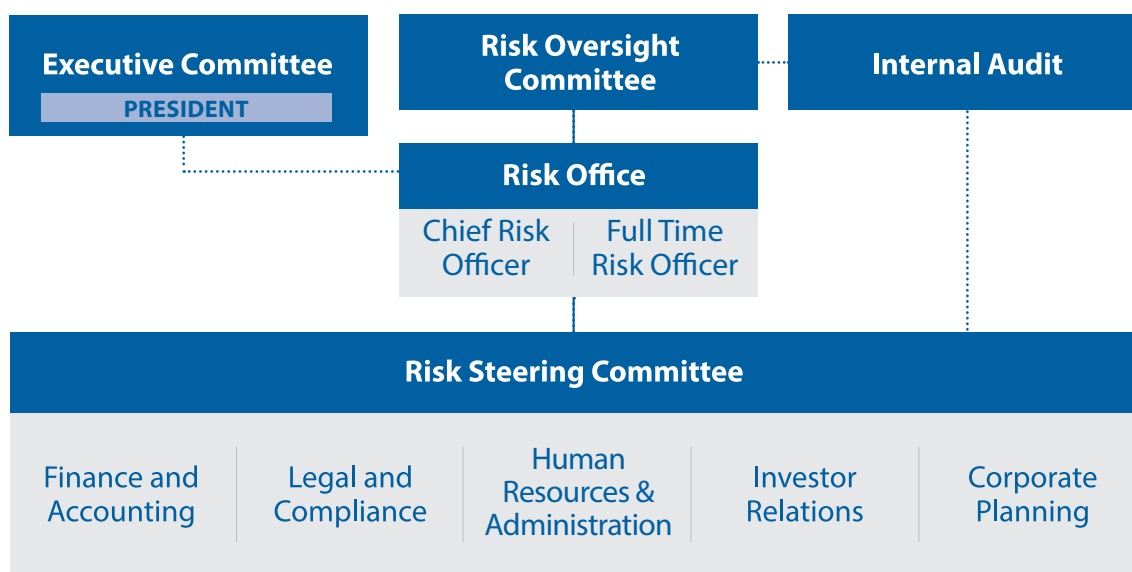 Executive Committee
PRESIDENT
Risk Oversight
Committee
Internal Audit
Risk Office
Chief Risk
Officer
Full Time
Risk Officer
Risk Steering Committee
Finance and
Accounting
Legal and
Compliance
Human
Resources &
Administration
Investor
Relations
Corporate
Planning